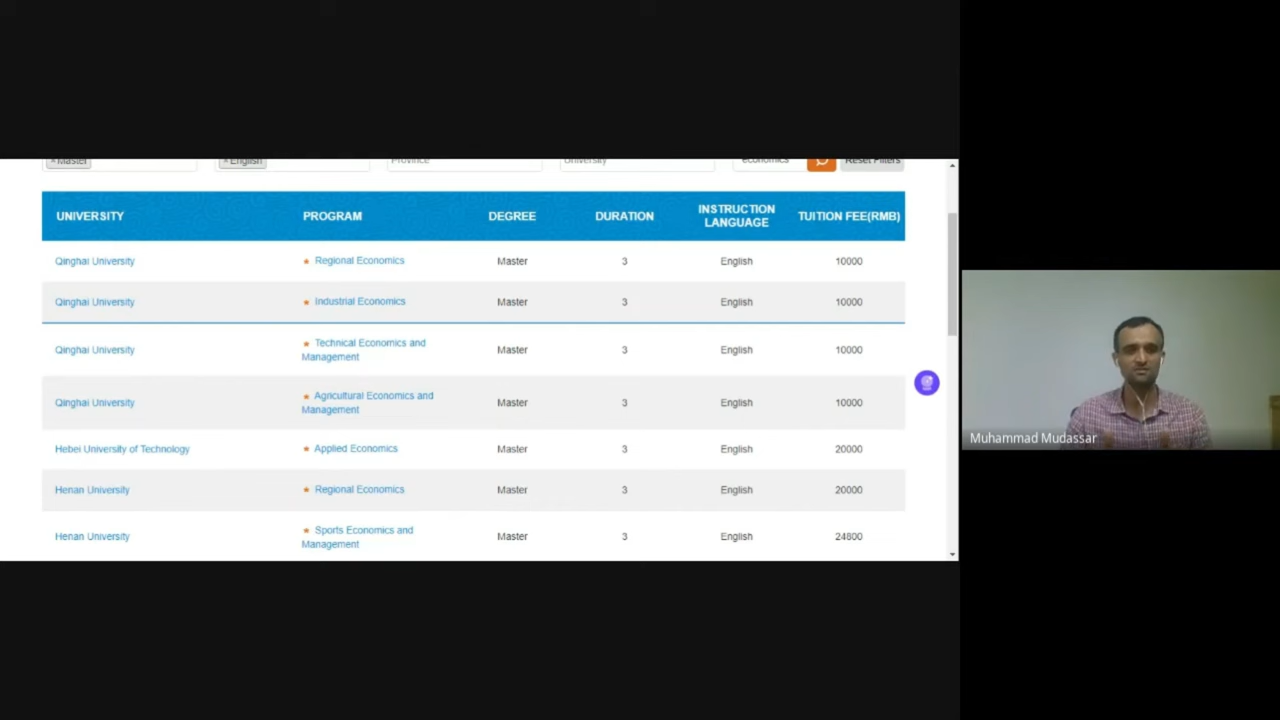 ×Master ×English Province University economics Reset Filters
UNIVERSITY PROGRAM DEGREE DURATION INSTRUCTION LANGUAGE TUITION FEE(RMB)
Qinghai University Regional Economics Master 3 English 10000
Qinghai University Industrial Economics Master 3 English 10000
Qinghai University Technical Economics and Management Master 3 English 10000
Qinghai University Agricultural Economics and Management Master 3 English 10000
Hebei University of Technology Applied Economics Master 3 English 20000
Henan University Regional Economics Master 3 English 20000
Henan University Sports Economics and Management Master 3 English 24800
Muhammad Mudassar